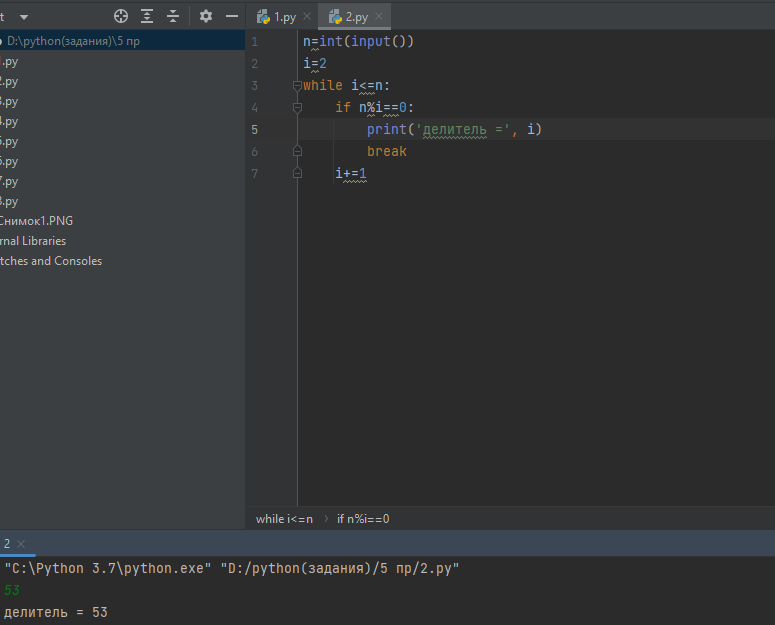 t
1.py
2.py
D:\python(задания)\5 пр
.py
2.py
3.py
4.py
5.py
6.py
7.py
8.py
Снимок1.PNG
rnal Libraries
tches and Consoles
1 n=int(input())
2 i=2
3 while i<=n:
4 if n%i==0:
5 print('делитель =', i)
6 break
7 i+=1
while i<=n > if n%i==0
2
"C:\Python 3.7\python.exe" "D:/python(задания)/5 пр/2.py"
53
делитель = 53